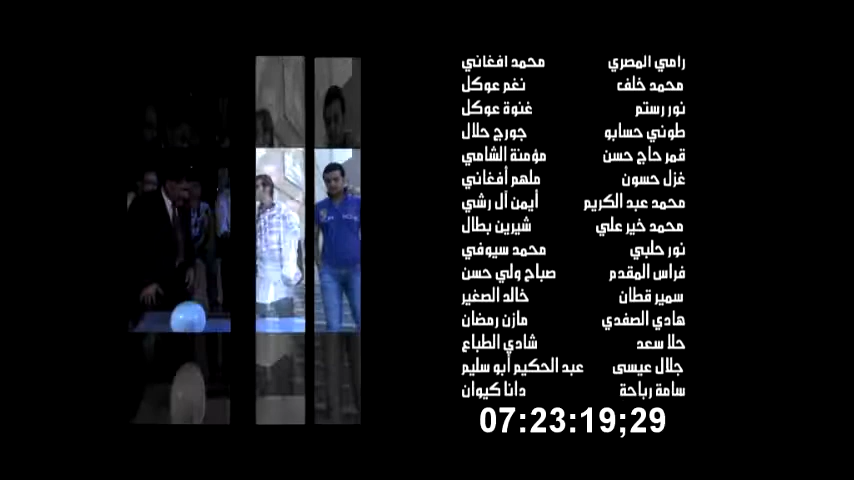 رامي المصري محمد افغاني
محمد خلف نغم عوكل
نور رستم غنوة عوكل
طوني حسابو جورج حلال
قمر حاج حسن مؤمنة الشامي
غزل حسون ملهم أفغاني
محمد عبد الكريم أيمن آل رشي
محمد خير علي شيرين بطال
نور حلبي محمد سيوفي
فراس المقدم صباح ولي حسن
سمير قطان خالد الصغير
هادي الصفدي مازن رمضان
حلا سعد شادي الطباع
جلال عيسى عبد الحكيم أبو سليم
سامة رباحة دانا كيوان
07:23:19;29